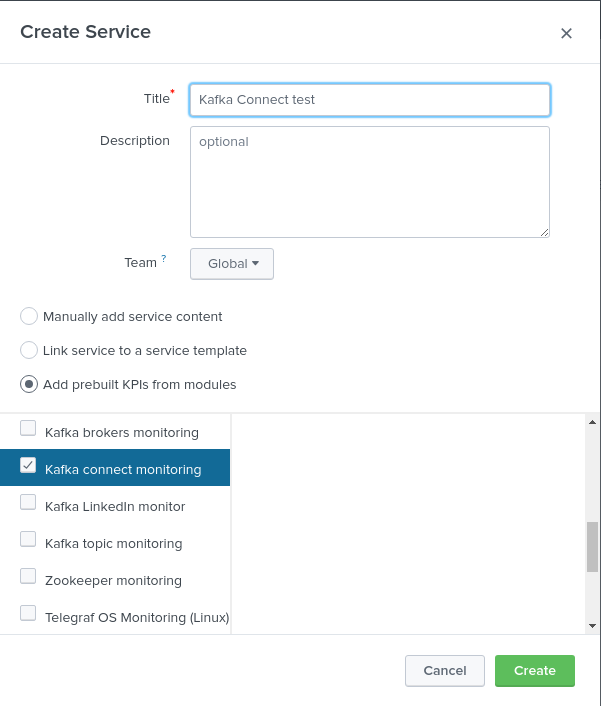 Create Service
Title*
Kafka Connect test
Description
optional
Team ?
Global
Manually add service content
Link service to a service template
Add prebuilt KPIs from modules
Kafka brokers monitoring
Kafka connect monitoring
Kafka LinkedIn monitor
Kafka topic monitoring
Zookeeper monitoring
Telegraf OS Monitoring (Linux)
Cancel
Create